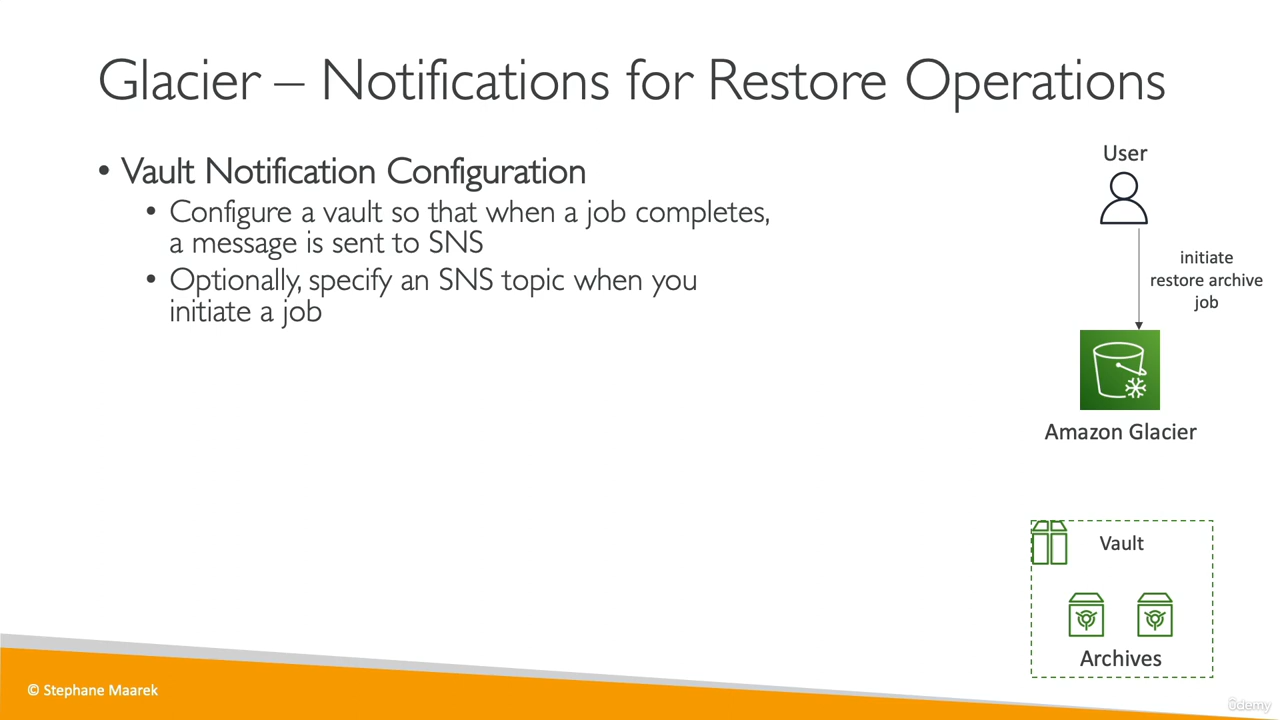 Glacier – Notifications for Restore Operations
• Vault Notification Configuration
• Configure a vault so that when a job completes,
a message is sent to SNS
• Optionally, specify an SNS topic when you
initiate a job
User
initiate
restore archive
job
Amazon Glacier
Vault
Archives
© Stephane Maarek
ûdemy